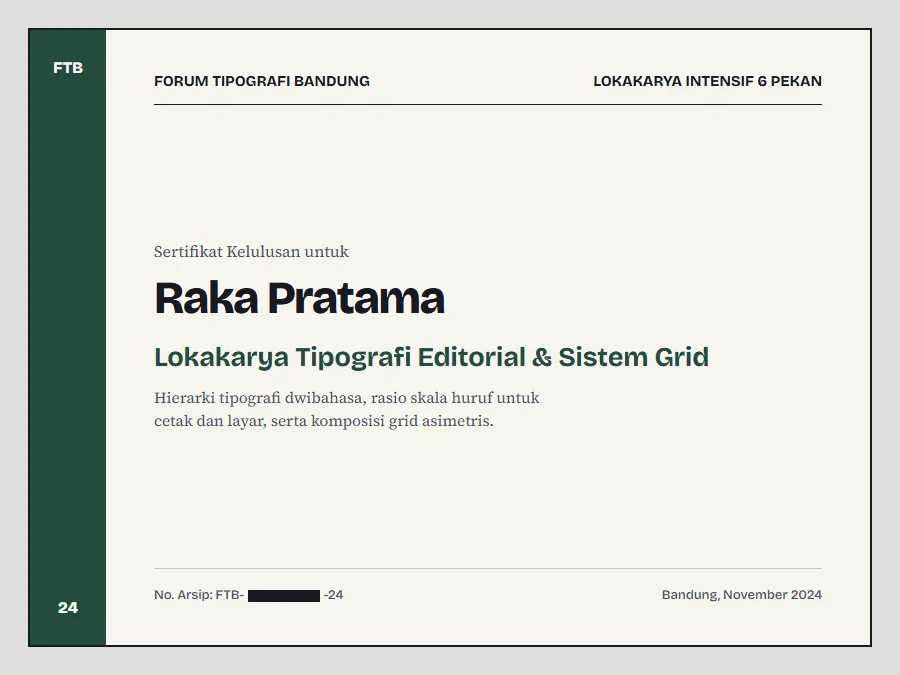 FTB
FORUM TIPOGRAFI BANDUNG
LOKAKARYA INTENSIF 6 PEKAN
Sertifikat Kelulusan untuk
Raka Pratama
Lokakarya Tipografi Editorial & Sistem Grid
Hierarki tipografi dwibahasa, rasio skala huruf untuk
cetak dan layar, serta komposisi grid asimetris.
No. Arsip: FTB- -24
Bandung, November 2024
24